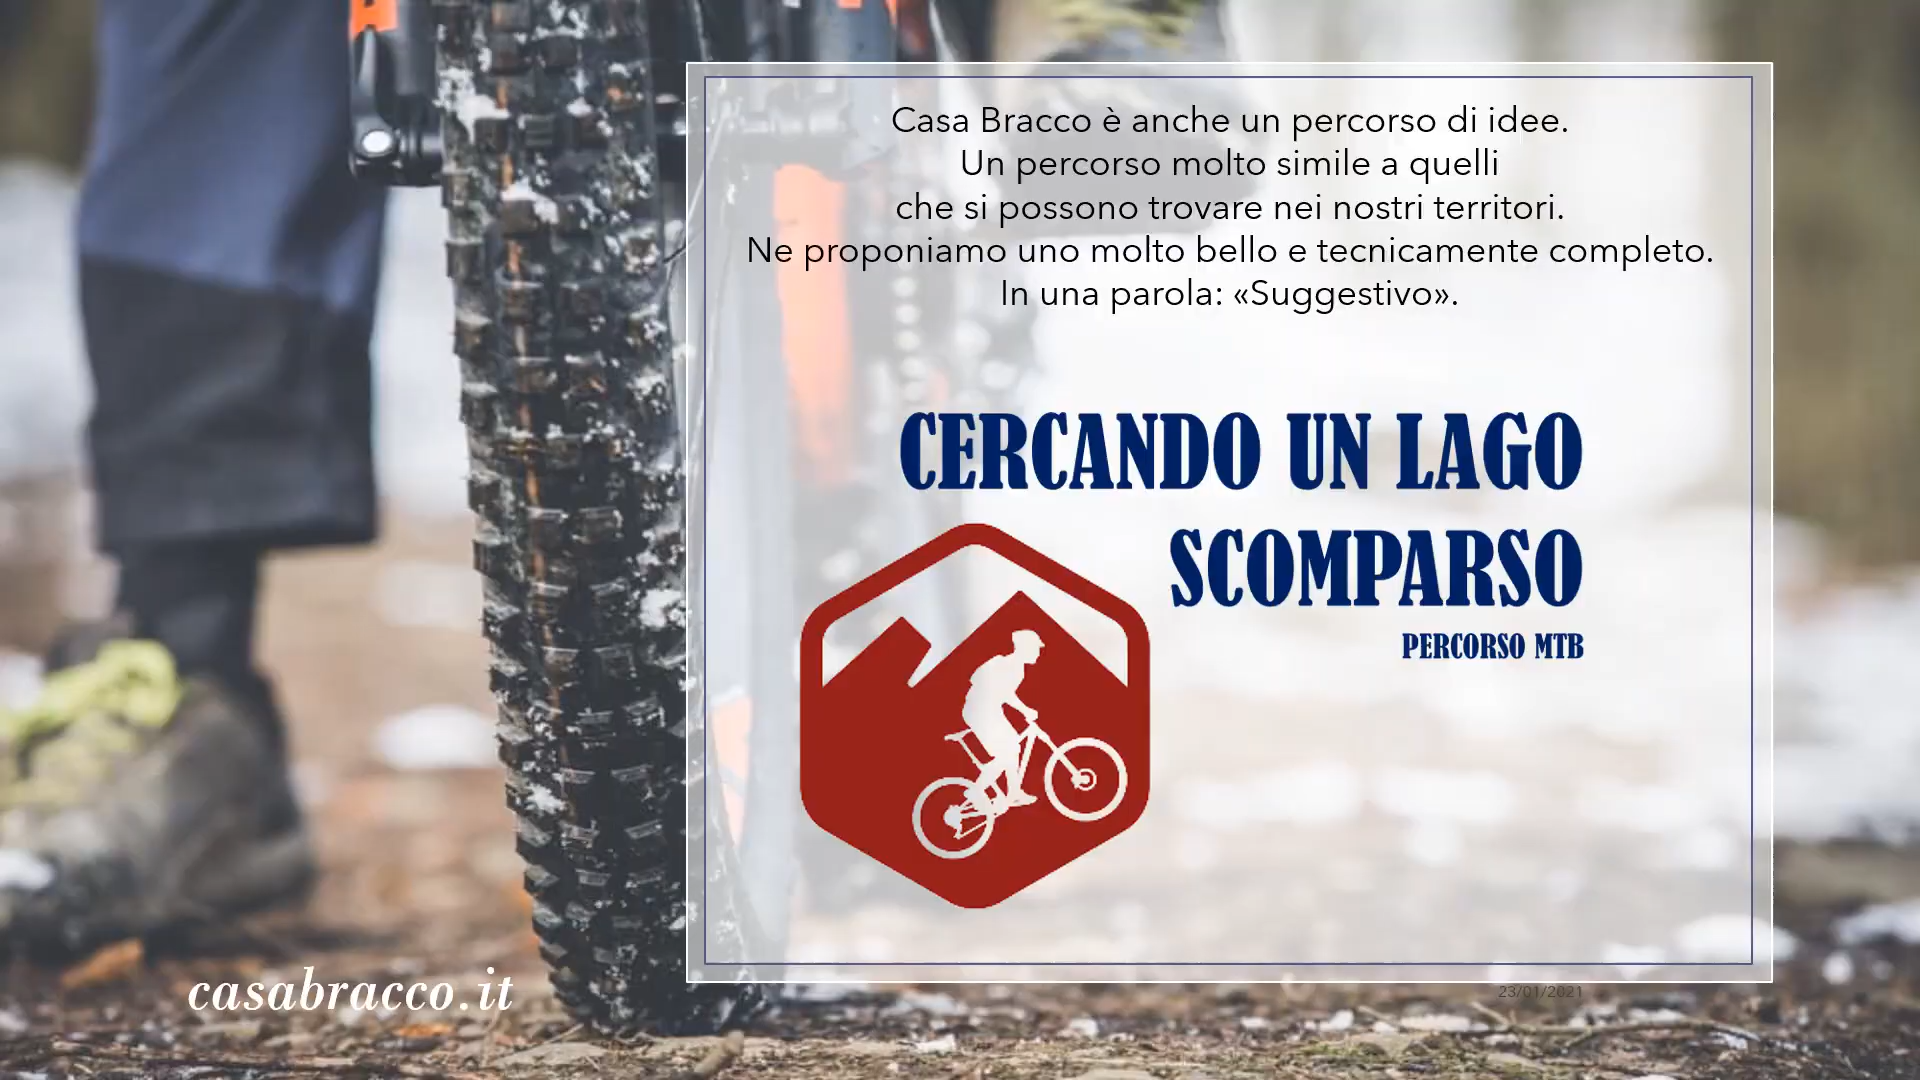 Casa Bracco è anche un percorso di idee.
Un percorso molto simile a quelli
che si possono trovare nei nostri territori.
Ne proponiamo uno molto bello e tecnicamente completo.
In una parola: «Suggestivo».
CERCANDO UN LAGO
SCOMPARSO
PERCORSO MTB
casabracco.it
23/01/2021